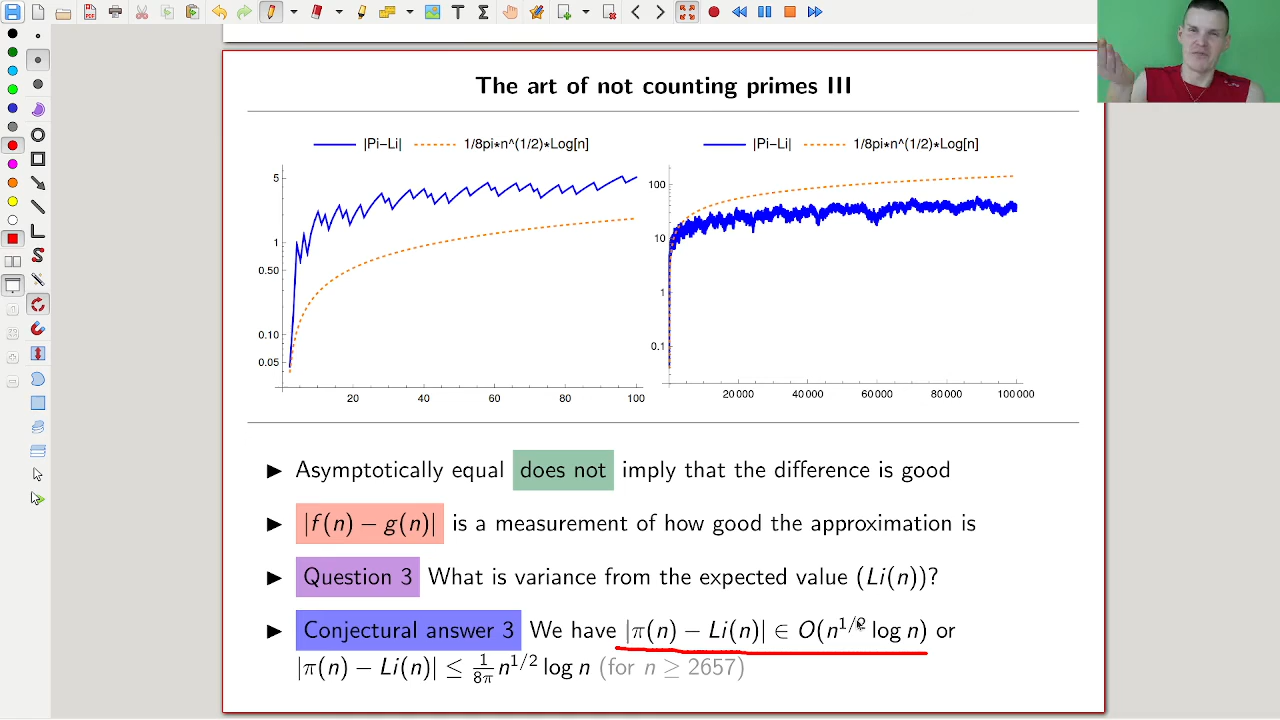 The art of not counting primes III
|Pi−Li| 1/8pi*n^(1/2)*Log[n]
5
1
0.50
0.10
0.05
20 40 60 80 100
|Pi−Li| 1/8pi*n^(1/2)*Log[n]
100
10
1
0.1
20000 40000 60000 80000 100000
▶ Asymptotically equal does not imply that the difference is good
▶ |f(n) − g(n)| is a measurement of how good the approximation is
▶ Question 3 What is variance from the expected value (Li(n))?
▶ Conjectural answer 3 We have |π(n) − Li(n)| ∈ O(n^1/2 log n) or
|π(n) − Li(n)| ≤ 1/8π n^1/2 log n (for n ≥ 2657)